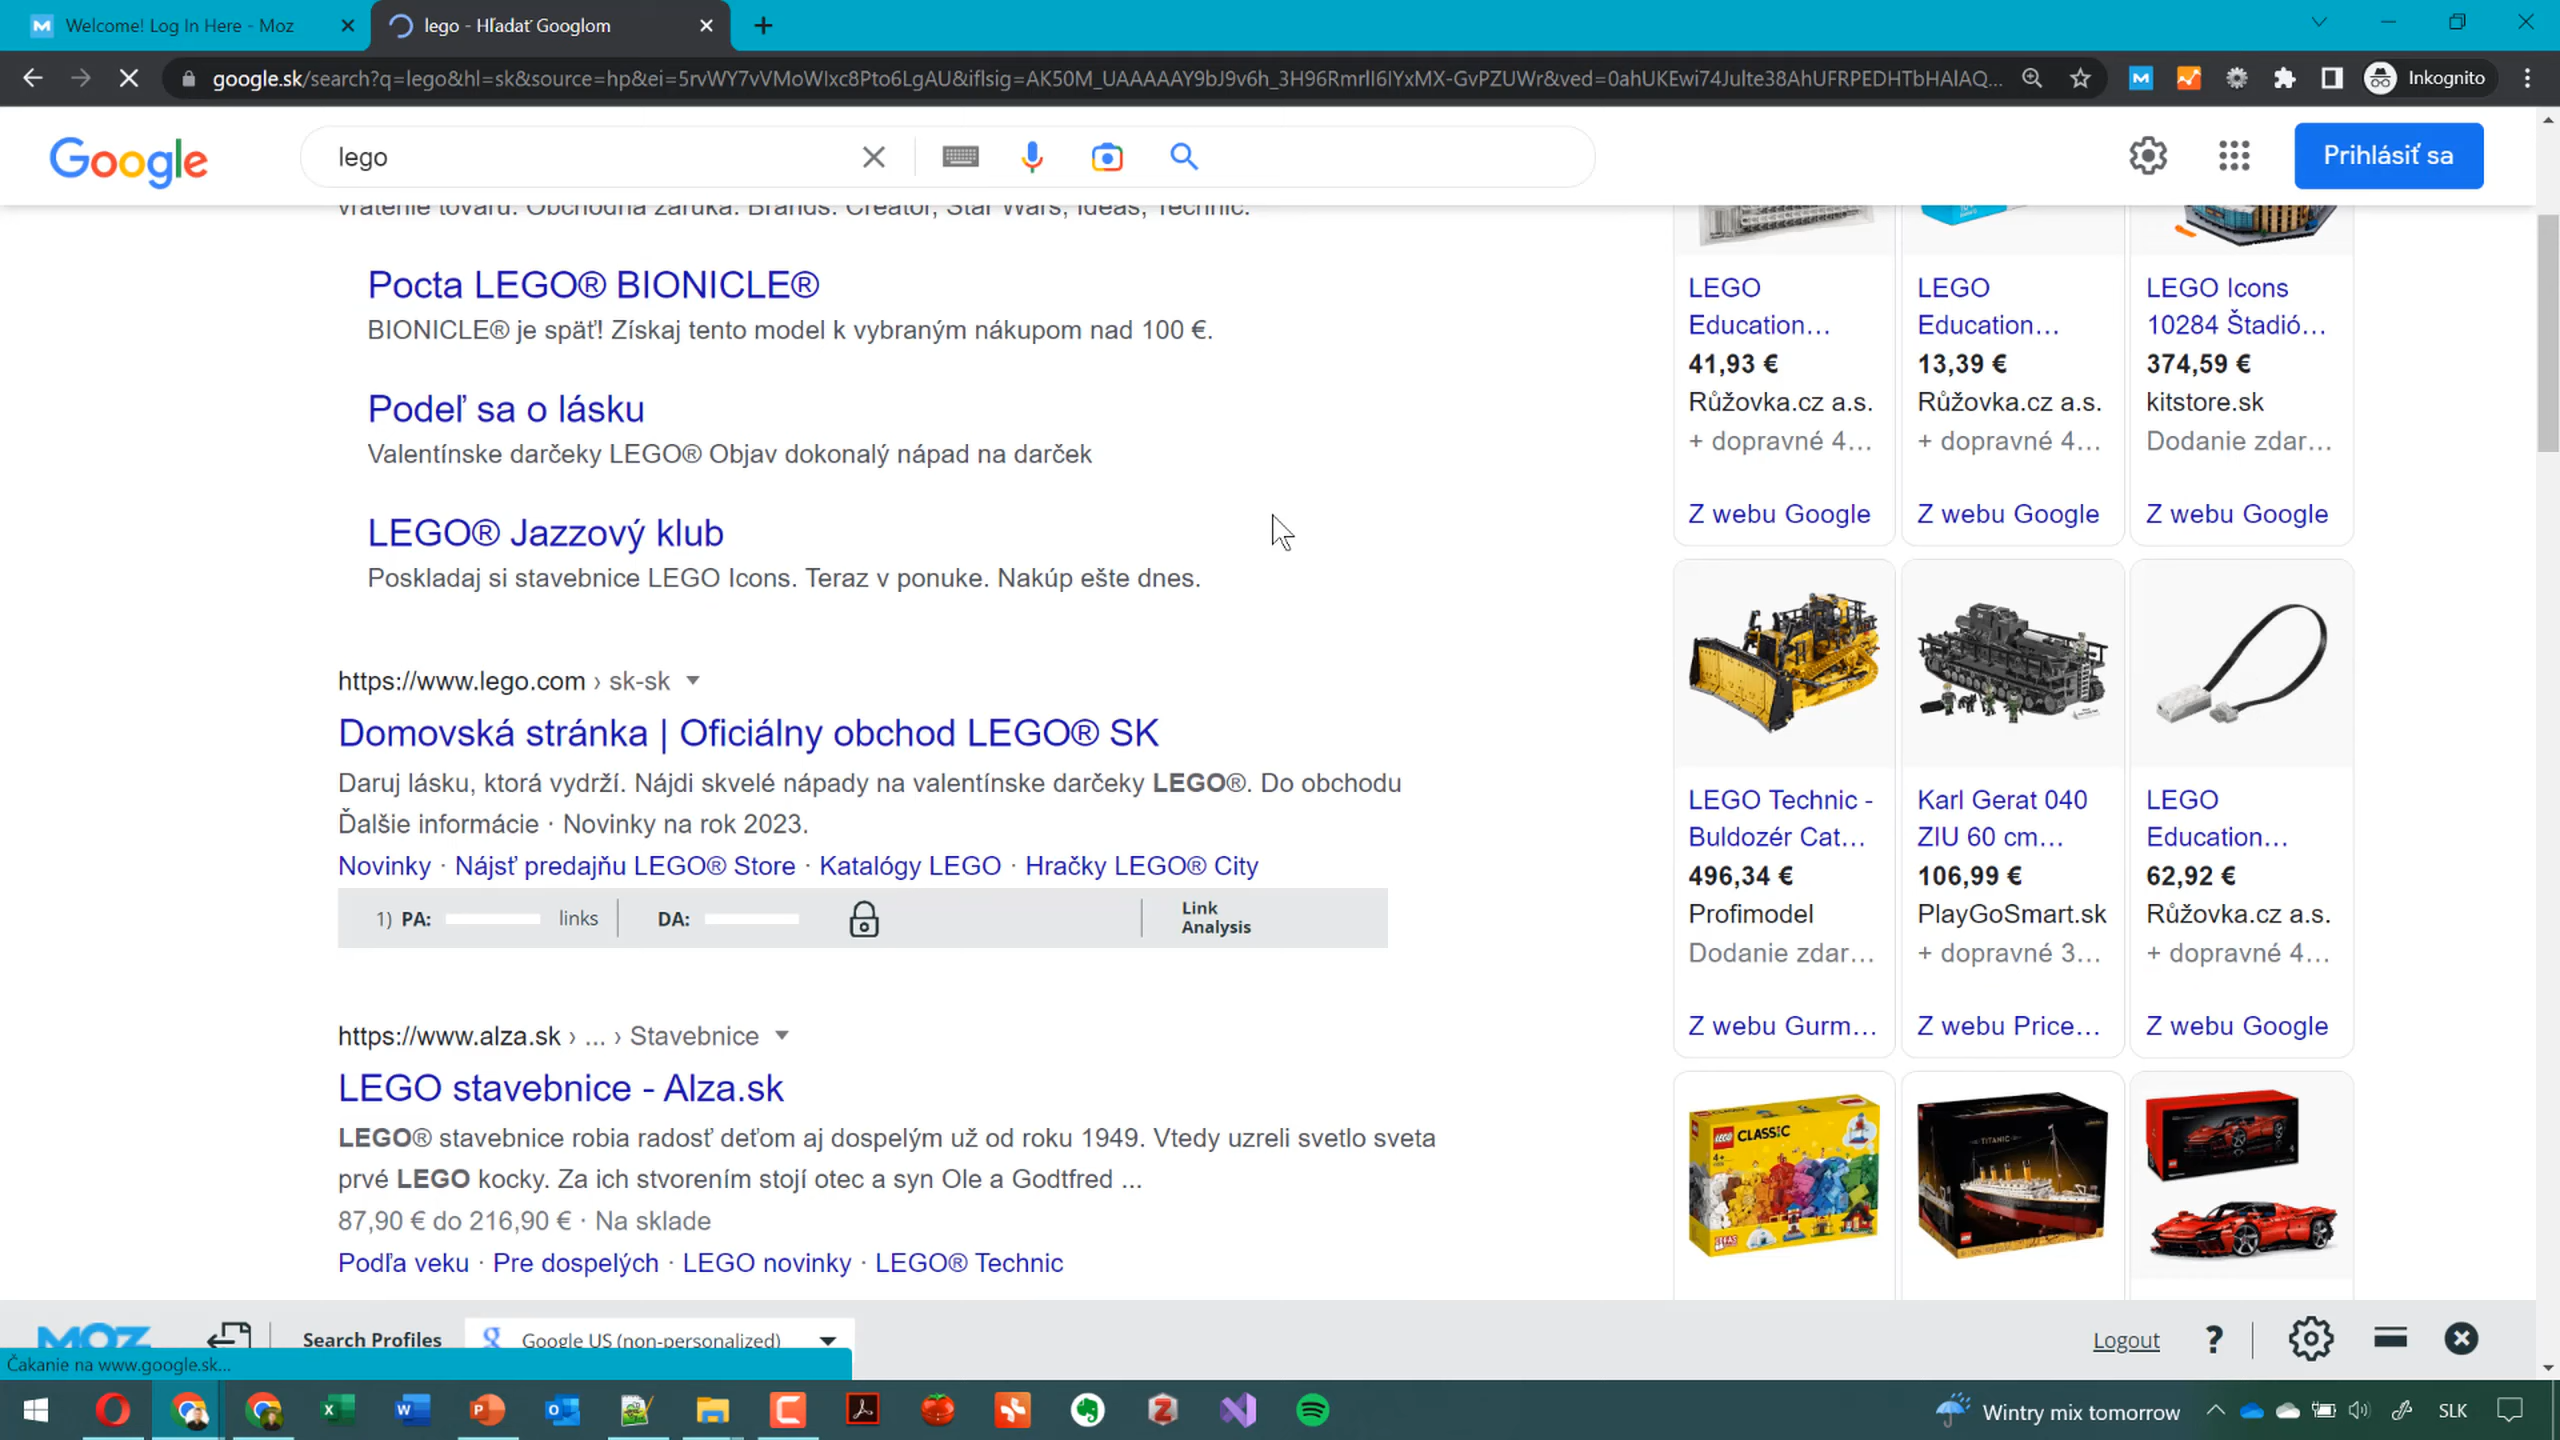 Welcome! Log In Here - Moz
lego - Hľadať Googlom
google.sk/search?q=lego&hl=sk&source=hp&ei=5rvWY7vVMoWIxc8Pto6LgAU&iflsig=AK50M_UAAAAAY9bJ9v6h_3H96RmrlI6IYxMX-GvPZUWr&ved=0ahUKEwi74Julte38AhUFRPEDHTbHAlAQ...
Inkognito
Google
lego
Prihlásiť sa
vrátenie tovaru. Obchodná záruka. Brands: Creator, Star Wars, Ideas, Technic.
Pocta LEGO® BIONICLE®
BIONICLE® je späť! Získaj tento model k vybraným nákupom nad 100 €.
Podeľ sa o lásku
Valentínske darčeky LEGO® Objav dokonalý nápad na darček
LEGO® Jazzový klub
Poskladaj si stavebnice LEGO Icons. Teraz v ponuke. Nakúp ešte dnes.
https://www.lego.com › sk-sk
Domovská stránka | Oficiálny obchod LEGO® SK
Daruj lásku, ktorá vydrží. Nájdi skvelé nápady na valentínske darčeky LEGO®. Do obchodu
Ďalšie informácie · Novinky na rok 2023.
Novinky · Nájsť predajňu LEGO® Store · Katalógy LEGO · Hračky LEGO® City
1) PA: links DA: Link
Analysis
https://www.alza.sk › ... › Stavebnice
LEGO stavebnice - Alza.sk
LEGO® stavebnice robia radosť deťom aj dospelým už od roku 1949. Vtedy uzreli svetlo sveta
prvé LEGO kocky. Za ich stvorením stojí otec a syn Ole a Godtfred ...
87,90 € do 216,90 € · Na sklade
Podľa veku · Pre dospelých · LEGO novinky · LEGO® Technic
LEGO
Education...
41,93 €
Růžovka.cz a.s.
+ dopravné 4...
Z webu Google
LEGO
Education...
13,39 €
Růžovka.cz a.s.
+ dopravné 4...
Z webu Google
LEGO Icons
10284 Štadió...
374,59 €
kitstore.sk
Dodanie zdar...
Z webu Google
LEGO Technic -
Buldozér Cat...
496,34 €
Profimodel
Dodanie zdar...
Z webu Gurm...
Karl Gerat 040
ZIU 60 cm...
106,99 €
PlayGoSmart.sk
+ dopravné 3...
Z webu Price...
LEGO
Education...
62,92 €
Růžovka.cz a.s.
+ dopravné 4...
Z webu Google
LEGO CLASSIC
4+
TITANIC
MOZ
Search Profiles
Google US (non-personalized)
Logout
?
Čakanie na www.google.sk...
Wintry mix tomorrow
SLK